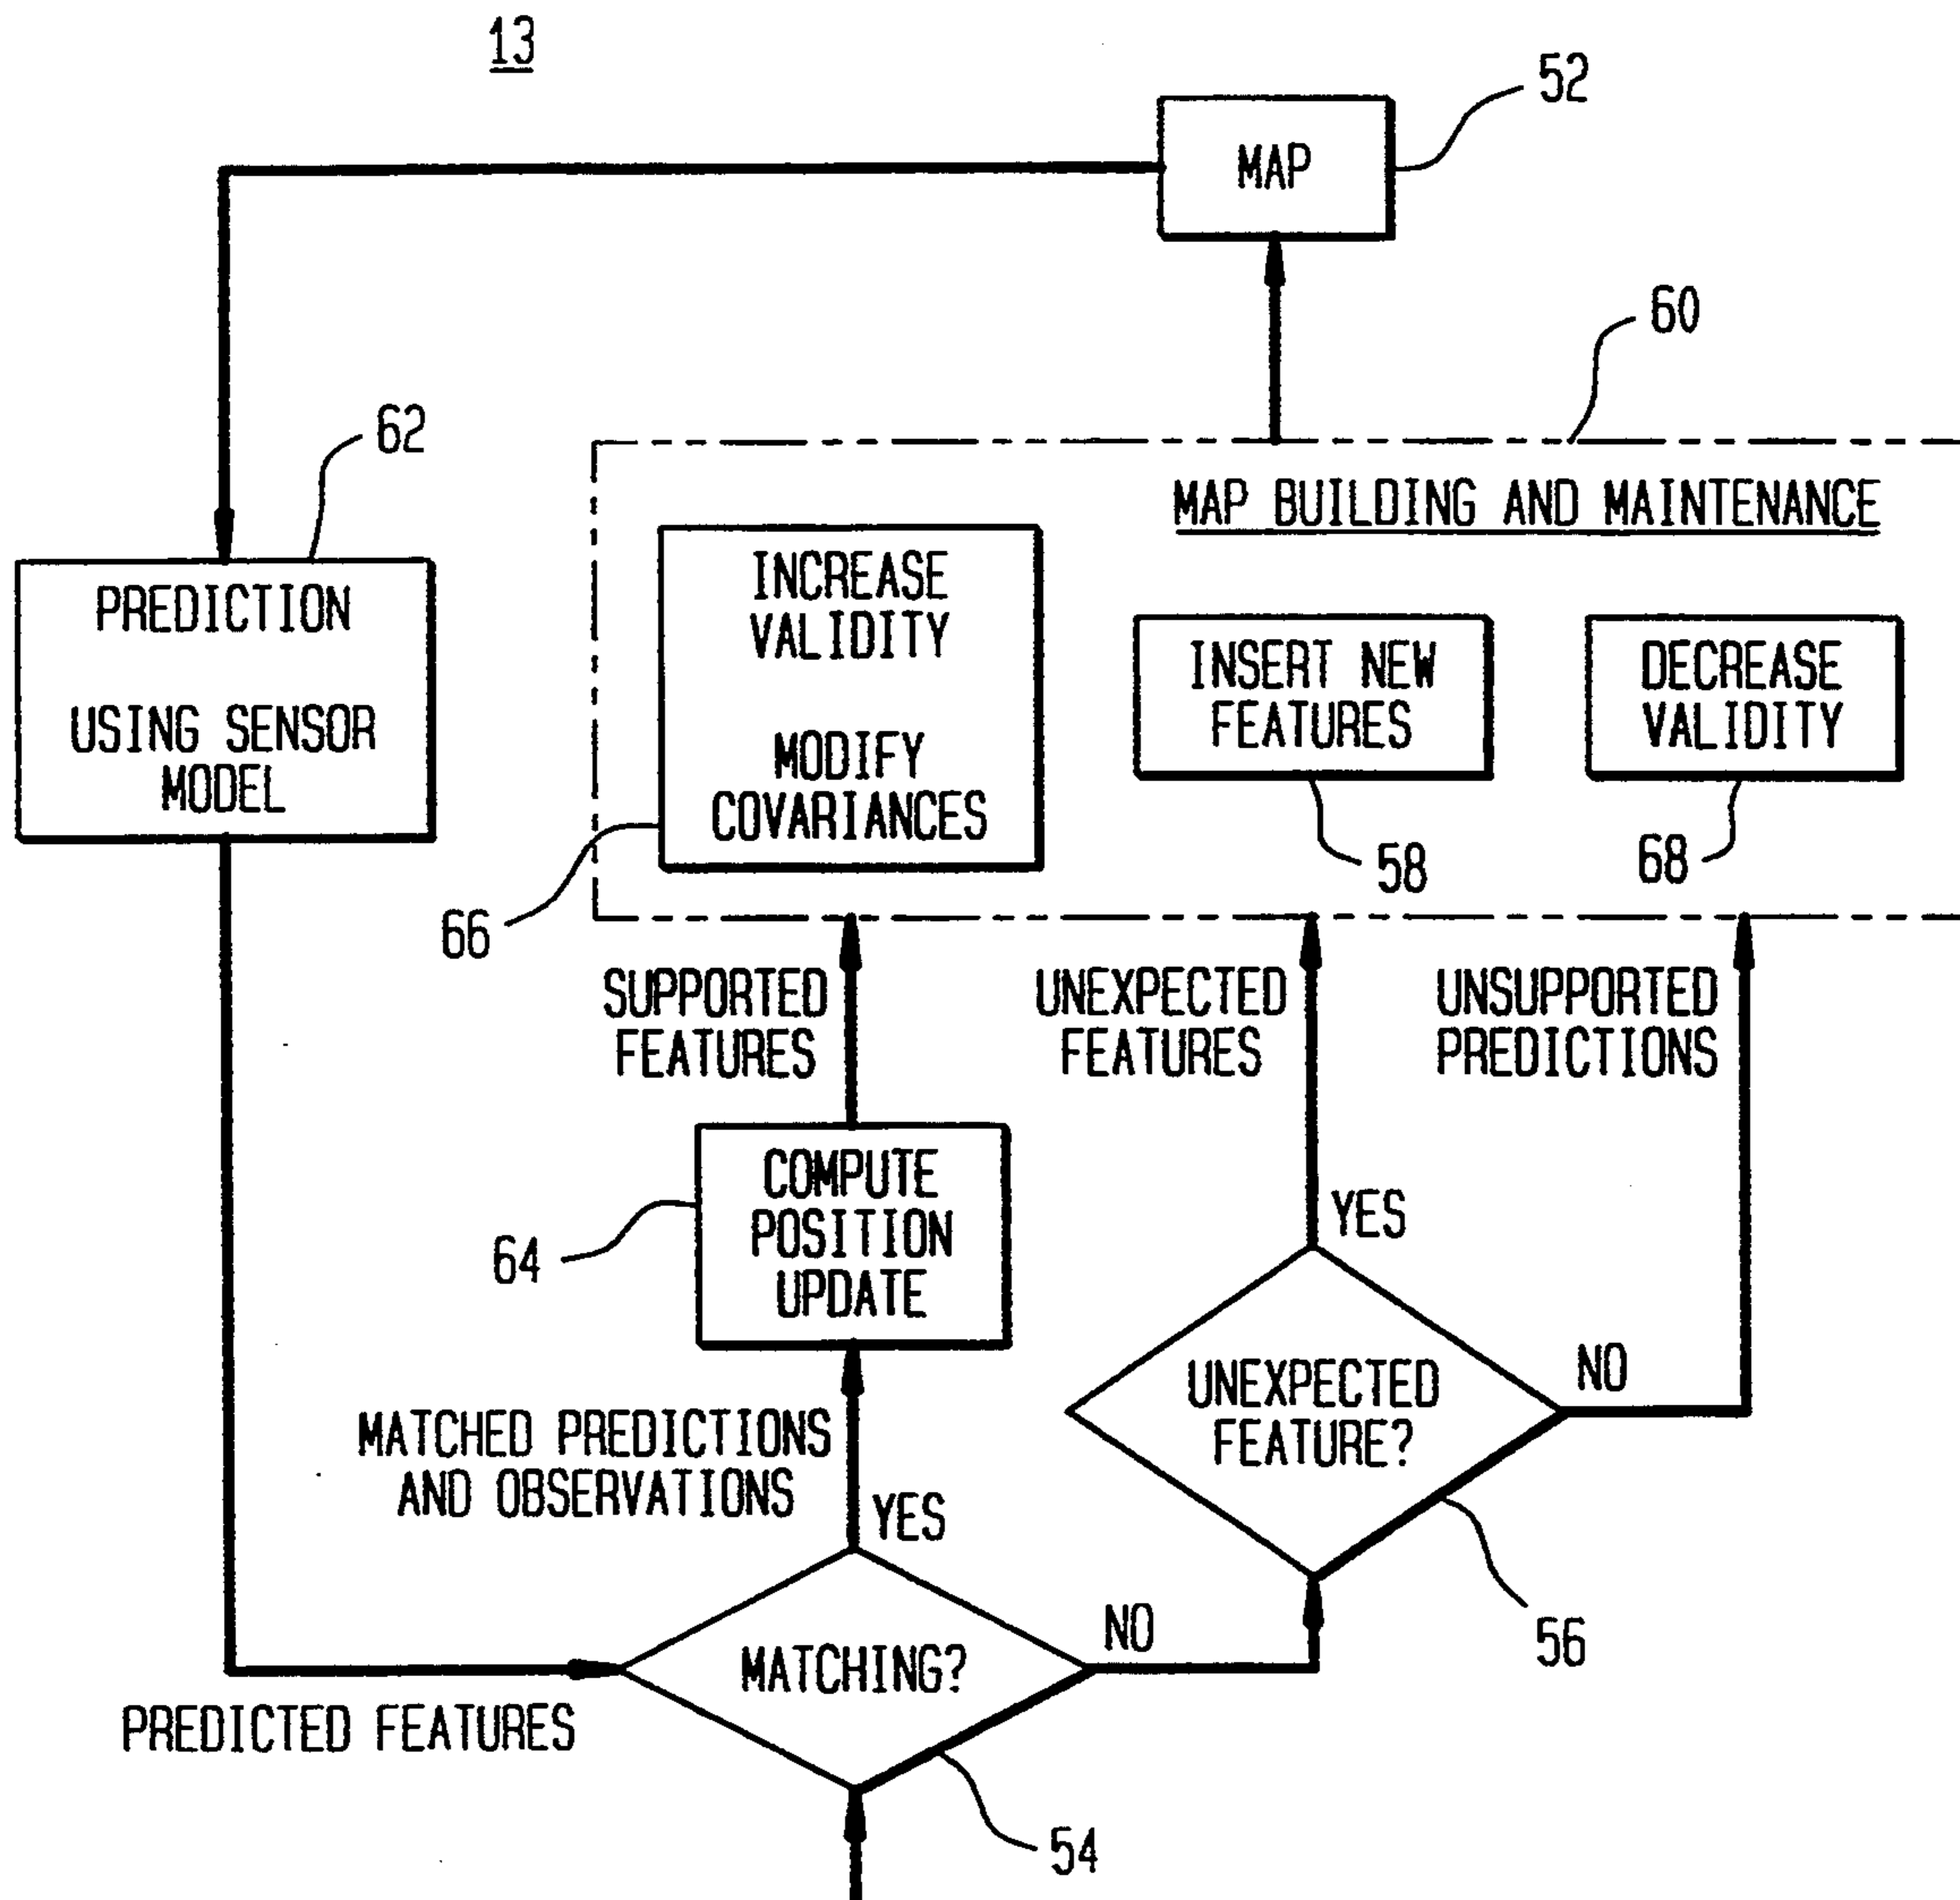 13
52
MAP
60
62
MAP BUILDING AND MAINTENANCE
PREDICTION
USING SENSOR
MODEL
INCREASE
VALIDITY
MODIFY
COVARIANCES
INSERT NEW
FEATURES
DECREASE
VALIDITY
66
58
68
SUPPORTED
FEATURES
UNEXPECTED
FEATURES
UNSUPPORTED
PREDICTIONS
COMPUTE
POSITION
UPDATE
64
YES
UNEXPECTED
FEATURE?
NO
MATCHED PREDICTIONS
AND OBSERVATIONS
YES
56
MATCHING?
NO
PREDICTED FEATURES
54